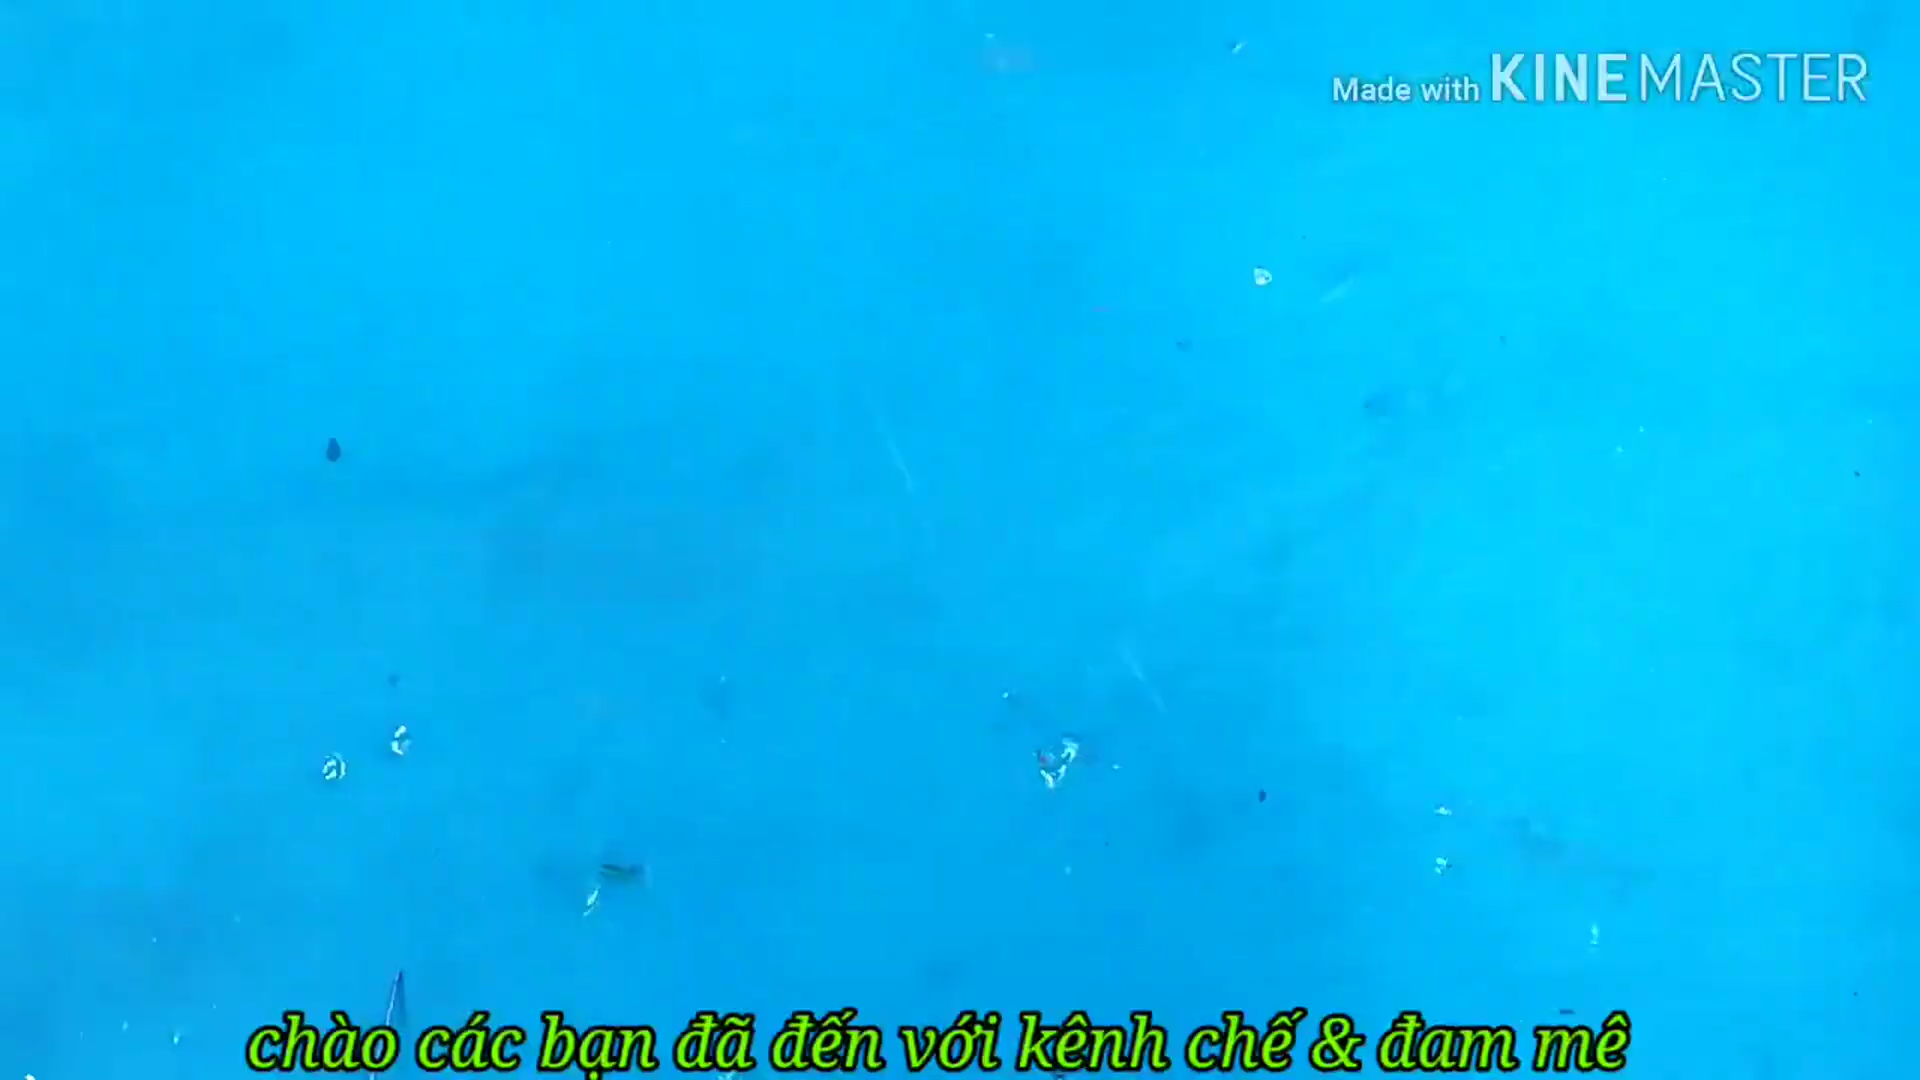 Made with KINEMASTER
chào các bạn đã đến với kênh chế & đam mê